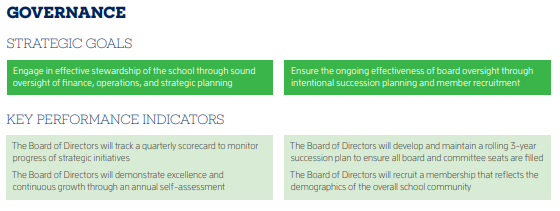 GOVERNANCE
STRATEGIC GOALS
Engage in effective stewardship of the school through sound
oversight of finance, operations, and strategic planning
Ensure the ongoing effectiveness of board oversight through
intentional succession planning and member recruitment
KEY PERFORMANCE INDICATORS
The Board of Directors will track a quarterly scorecard to monitor
progress of strategic initiatives
The Board of Directors will demonstrate excellence and
continuous growth through an annual self-assessment
The Board of Directors will develop and maintain a rolling 3-year
succession plan to ensure all board and committee seats are filled
The Board of Directors will recruit a membership that reflects the
demographics of the overall school community